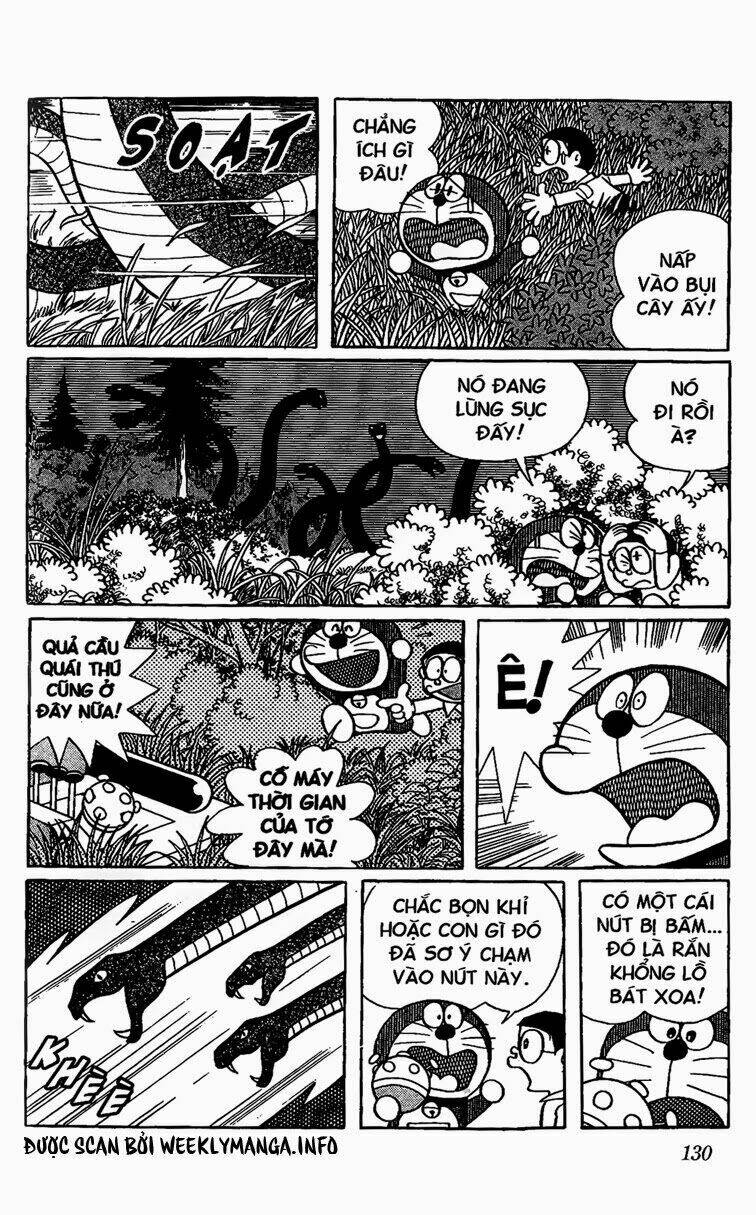 SOẠT
CHẲNG
ÍCH GÌ
ĐÂU!
NẤP
VÀO BỤI
CÂY ẤY!
NÓ ĐANG
LÙNG SỤC
ĐẤY!
NÓ
ĐI RỒI
À?
QUẢ CẦU
QUÁI THÚ
CŨNG Ở
ĐÂY NỮA!
CỖ MÁY
THỜI GIAN
CỦA TỚ
ĐÂY MÀ!
Ê!
KHÈÈ
CHẮC BỌN KHỈ
HOẶC CON GÌ ĐÓ
ĐÃ SƠ Ý CHẠM
VÀO NÚT NÀY.
CÓ MỘT CÁI
NÚT BỊ BẤM...
ĐÓ LÀ RẮN
KHỔNG LỒ
BÁT XOA!
ĐƯỢC SCAN BỞI WEEKLYMANGA.INFO
130